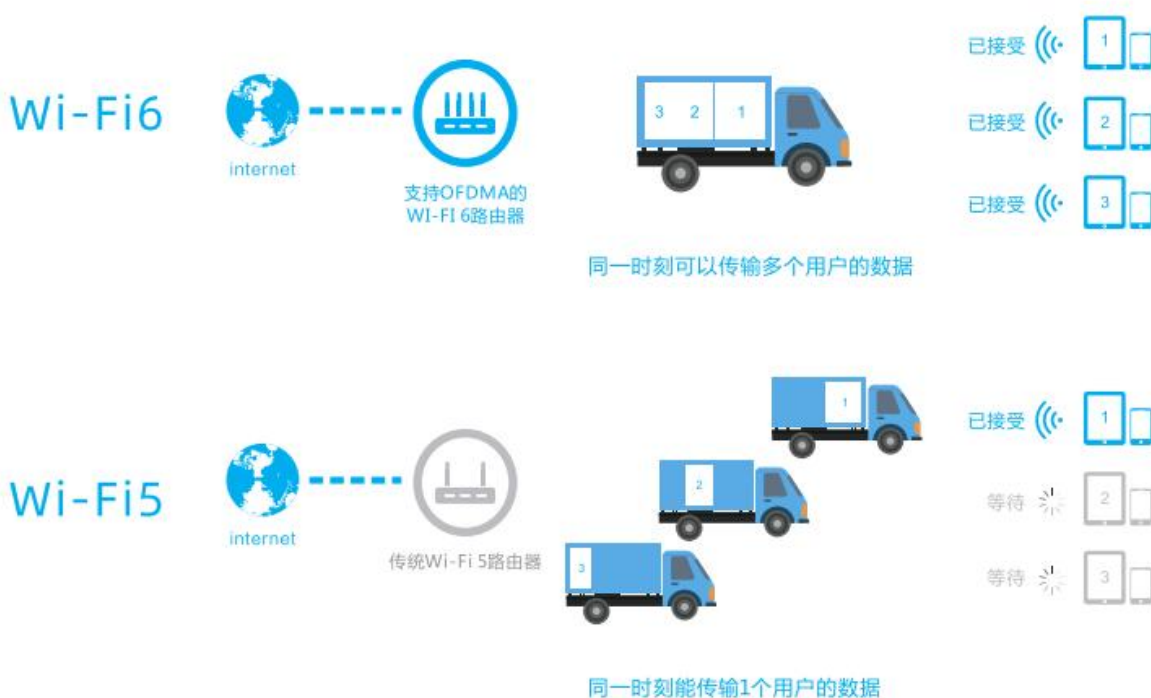 Wi-Fi6
internet
支持OFDMA的
WI-FI 6路由器
3 2 1
同一时刻可以传输多个用户的数据
已接受 1
已接受 2
已接受 3
Wi-Fi5
internet
传统Wi-Fi 5路由器
1
2
3
同一时刻能传输1个用户的数据
已接受 1
等待 2
等待 3